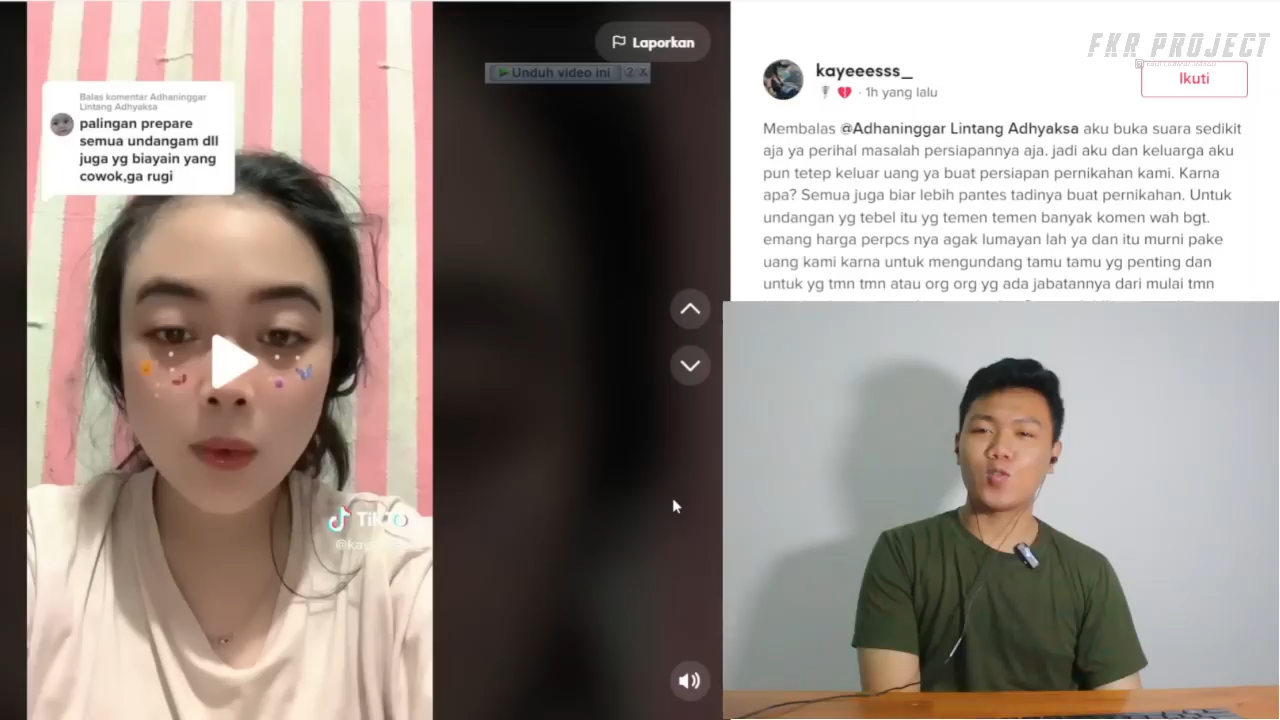 Laporkan
Unduh video ini
?
X
Balas komentar Adhaninggar
Lintang Adhyaksa
palingan prepare
semua undangam dll
juga yg biayain yang
cowok,ga rugi
TikTo
@kay
FKR PROJECT
kayeeesss_
· 1h yang lalu
Ikuti
Membalas @Adhaninggar Lintang Adhyaksa aku buka suara sedikit
aja ya perihal masalah persiapannya aja. jadi aku dan keluarga aku
pun tetep keluar uang ya buat persiapan pernikahan kami. Karna
apa? Semua juga biar lebih pantes tadinya buat pernikahan. Untuk
undangan yg tebel itu yg temen temen banyak komen wah bgt.
emang harga perpcs nya agak lumayan lah ya dan itu murni pake
uang kami karna untuk mengundang tamu tamu yg penting dan
untuk yg tmn tmn atau org org yg ada jabatannya dari mulai tmn